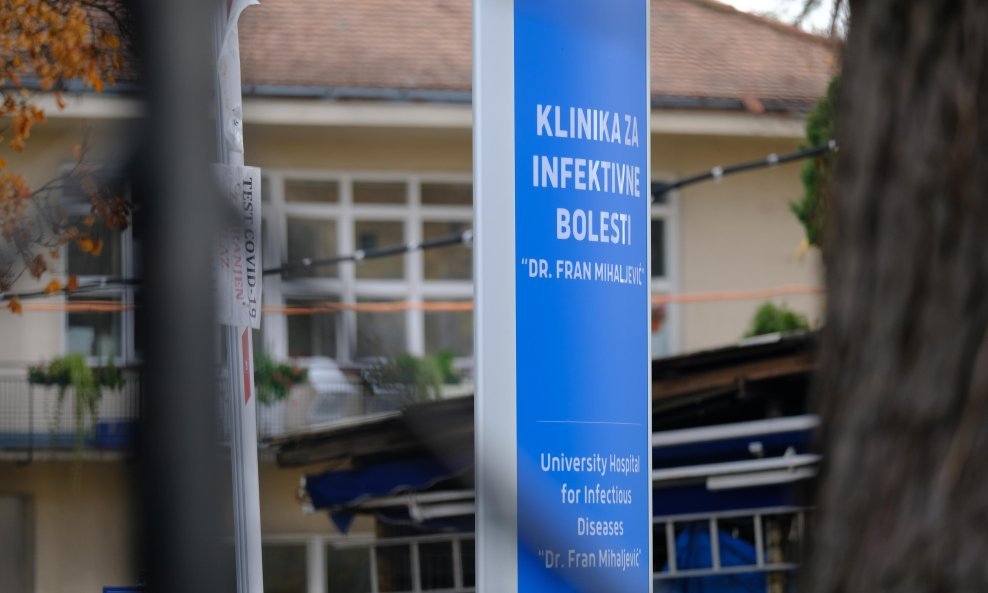 KLINIKA ZA
INFEKTIVNE
BOLESTI
“DR. FRAN MIHALJEVIĆ
University Hospital
for Infectious
Diseases
“Dr. Fran Mihaljević”
TEST COVID-19